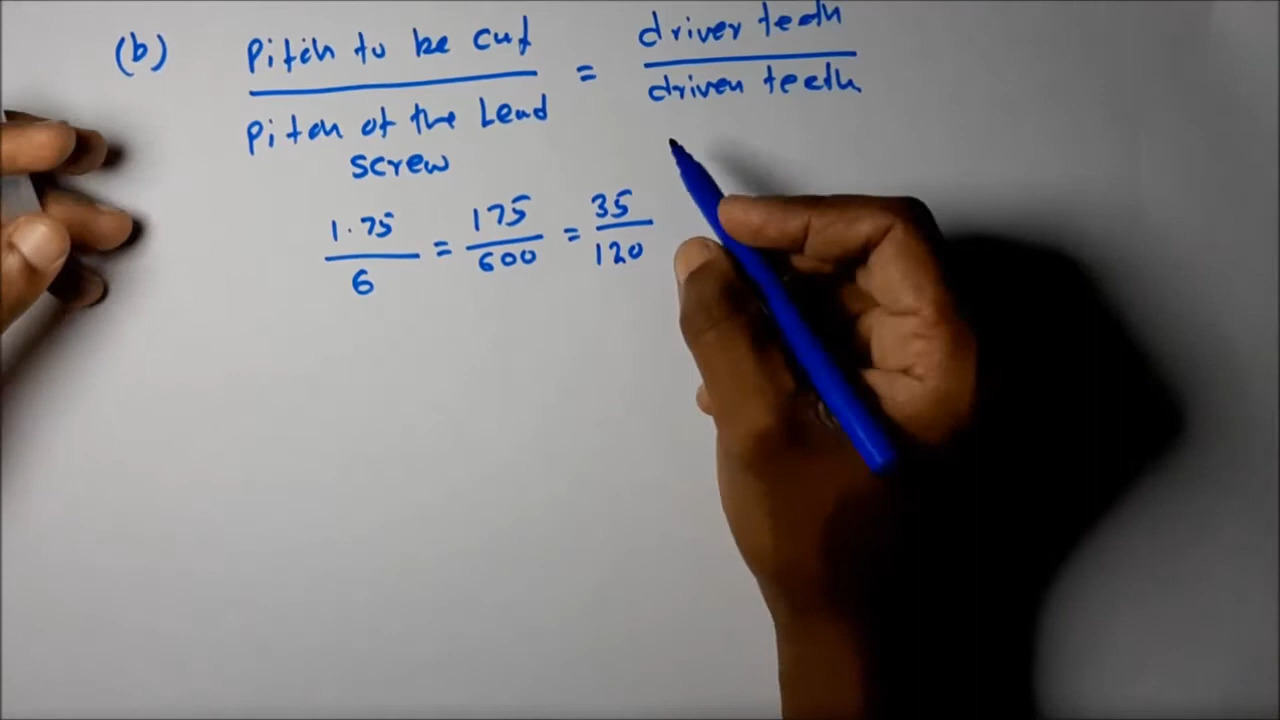 (b) Pitch to be cut / Pitch of the Lead screw = driver teeth / driven teeth
1.75 / 6 = 175 / 600 = 35 / 120